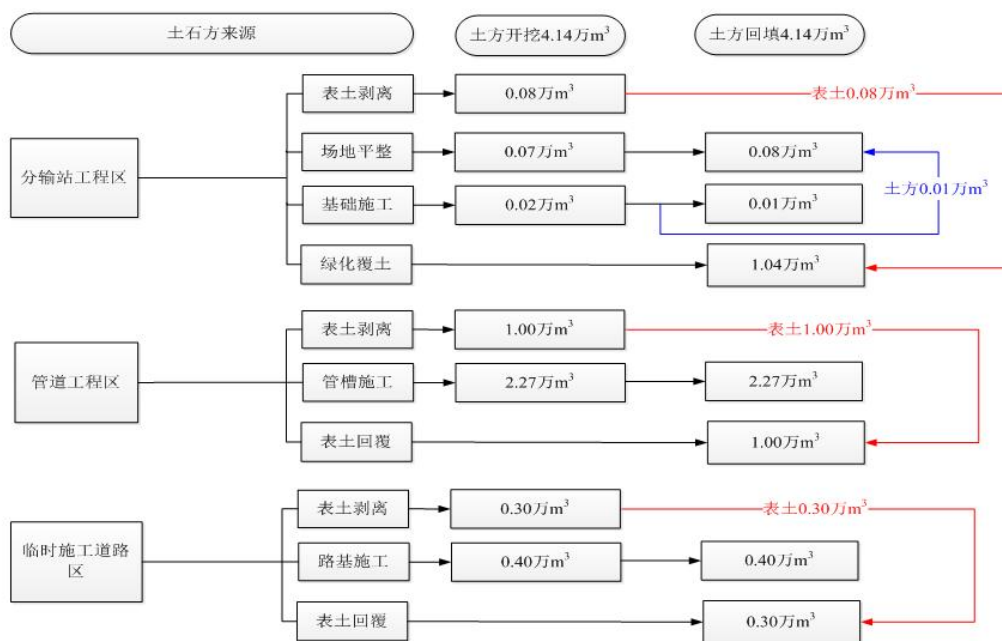 土石方来源
土方开挖4.14万m³
土方回填4.14万m³
表土剥离
0.08万m³
表土0.08万m³
场地平整
0.07万m³
0.08万m³
分输站工程区
土方0.01万m³
基础施工
0.02万m³
0.01万m³
绿化覆土
1.04万m³
表土剥离
1.00万m³
表土1.00万m³
管道工程区
管槽施工
2.27万m³
2.27万m³
表土回覆
1.00万m³
表土剥离
0.30万m³
表土0.30万m³
临时施工道路
区
路基施工
0.40万m³
0.40万m³
表土回覆
0.30万m³